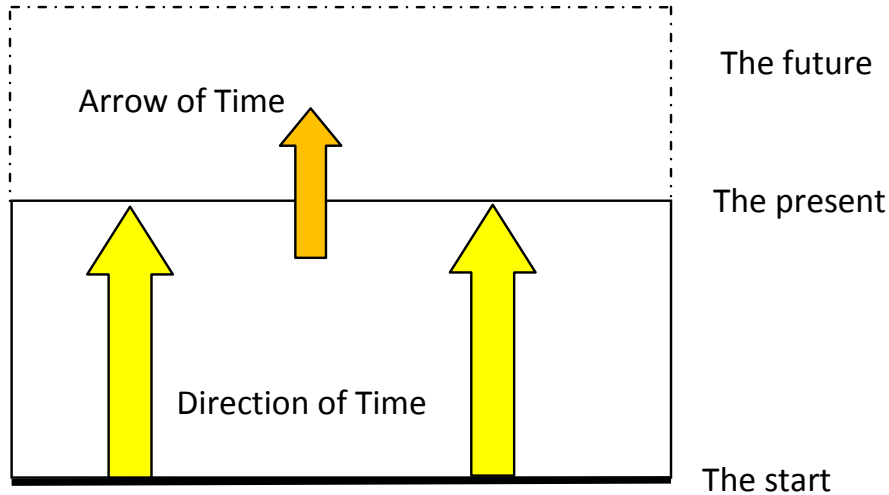 The future
Arrow of Time
The present
Direction of Time
The start